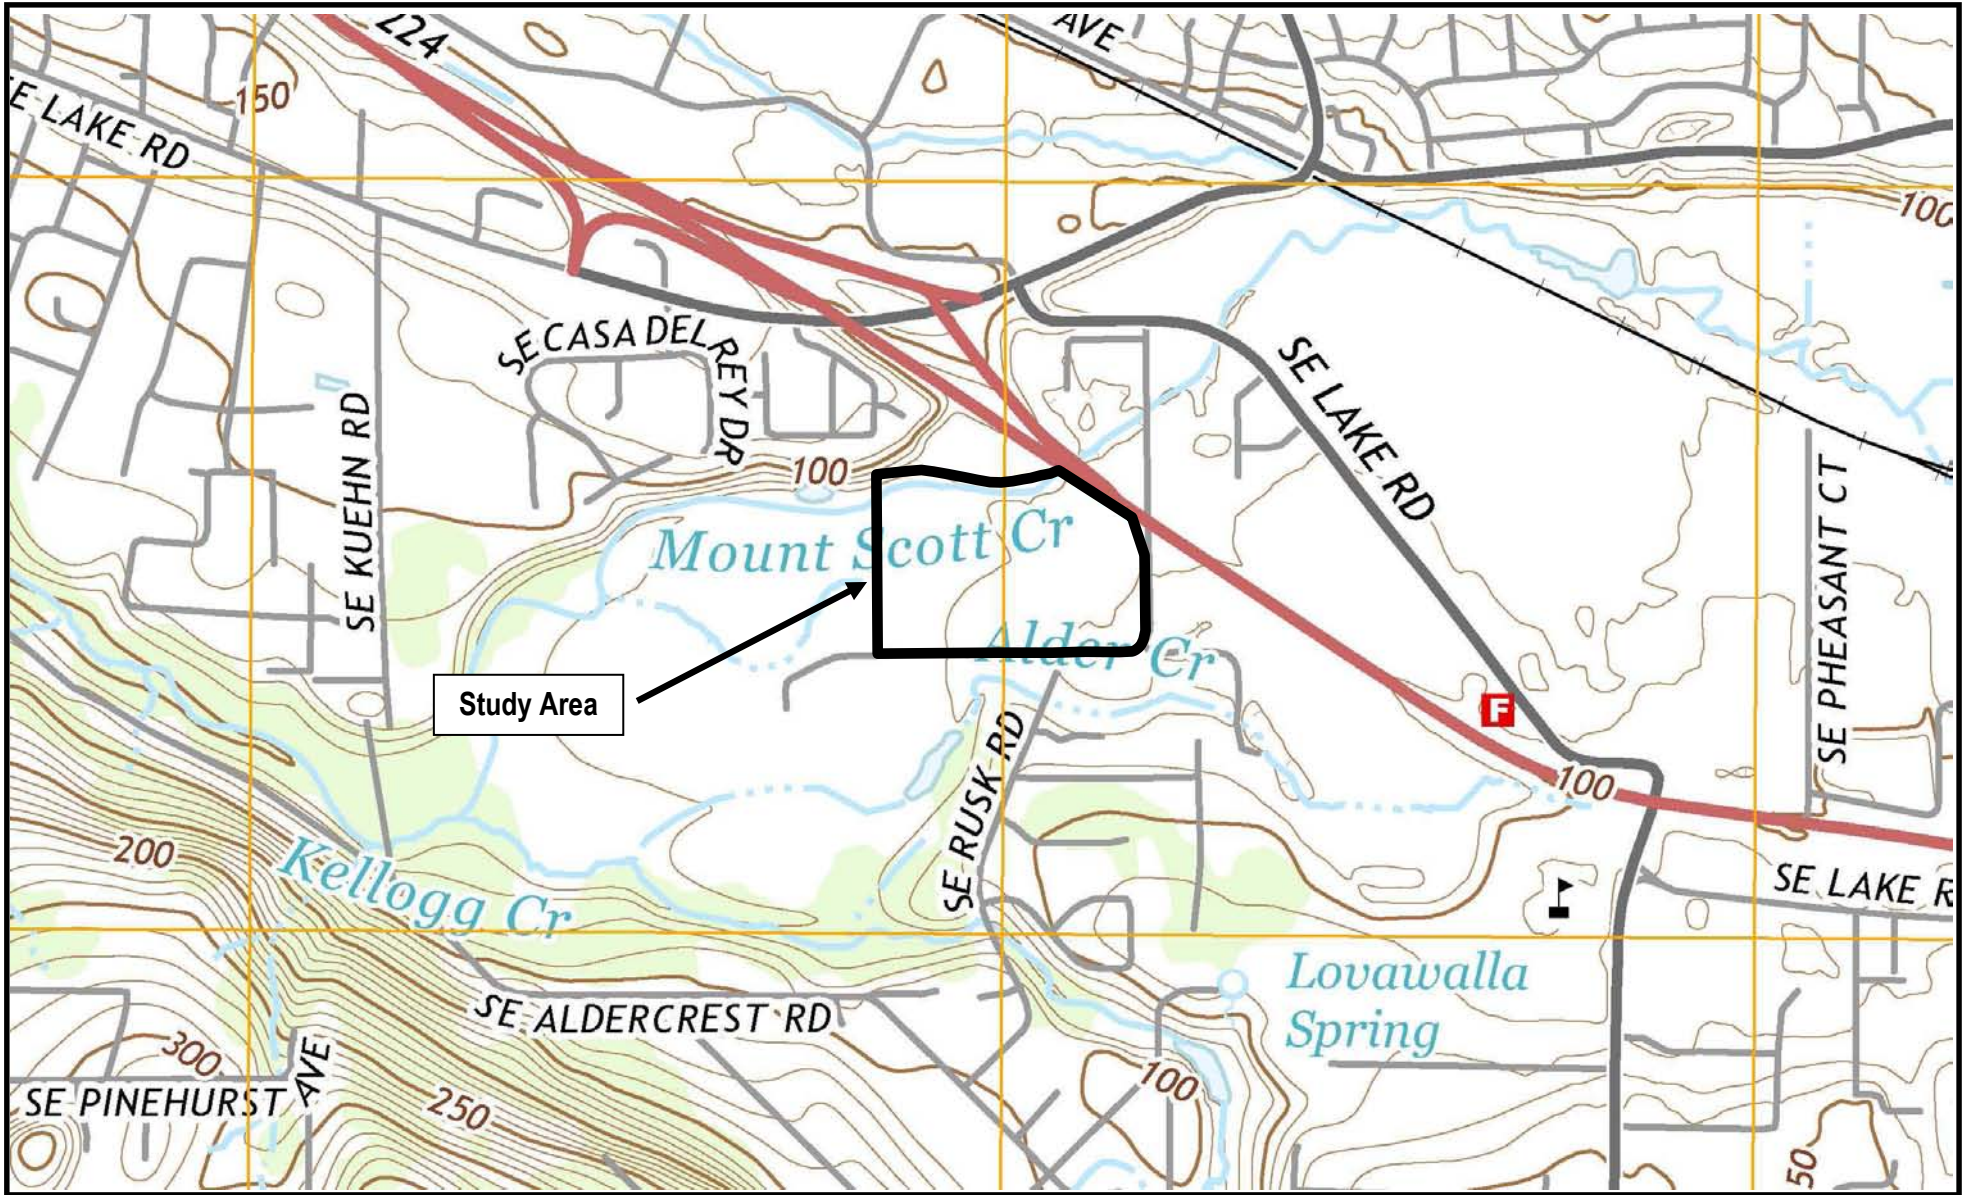 224
AVE
150
E LAKE RD
100
SE CASA DEL REY DR
SE LAKE RD
SE KUEHN RD
100
Mount Scott Cr
SE PHEASANT CT
Alder Cr
Study Area
F
SE RUSK RD
100
200
Kellogg Cr
SE LAKE R
Lovawalla
Spring
SE ALDERCREST RD
300
100
SE PINEHURST AVE
250
50